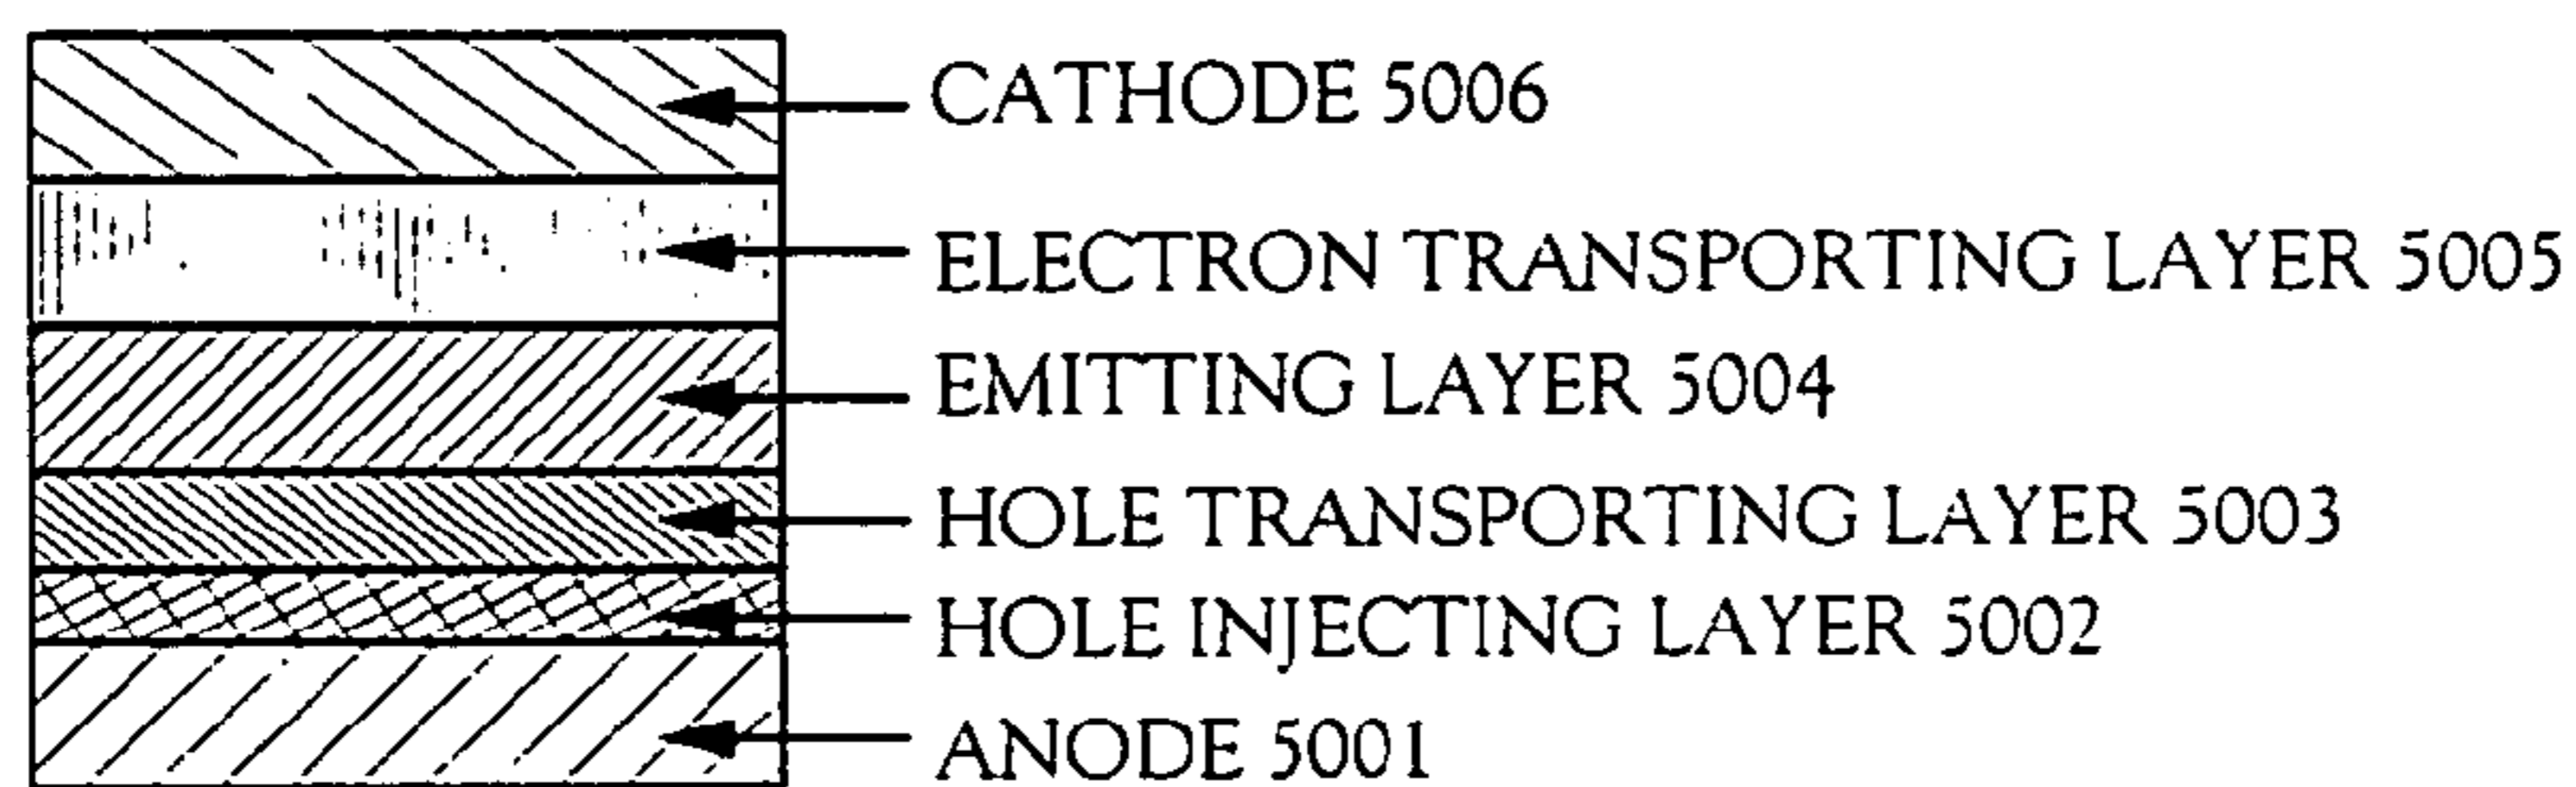 CATHODE 5006
ELECTRON TRANSPORTING LAYER 5005
EMITTING LAYER 5004
HOLE TRANSPORTING LAYER 5003
HOLE INJECTING LAYER 5002
ANODE 5001